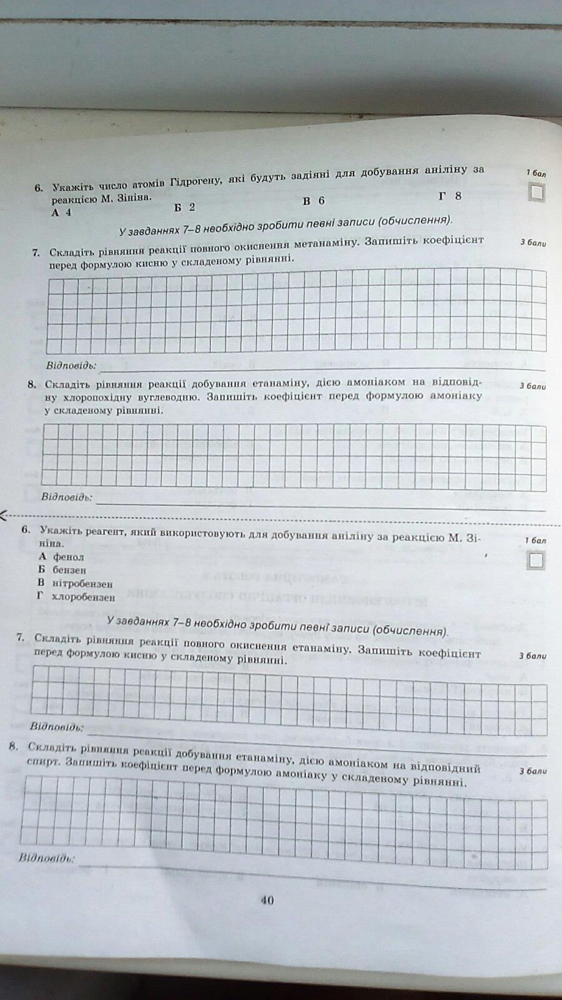 6. Укажіть число атомів Гідрогену, які будуть задіяні для добування аніліну за
реакцією М. Зініна.
1 бал
А 4 Б 2 В 6 Г 8
У завданнях 7–8 необхідно зробити певні записи (обчислення).
7. Складіть рівняння реакції повного окиснення метанаміну. Запишіть коефіцієнт
перед формулою кисню у складеному рівнянні.
3 бали
Відповідь:
8. Складіть рівняння реакції добування етанаміну, дією амоніаком на відповід-
ну хлоропохідну вуглеводню. Запишіть коефіцієнт перед формулою амоніаку
у складеному рівнянні.
3 бали
Відповідь:
6. Укажіть реагент, який використовують для добування аніліну за реакцією М. Зі-
ніна.
1 бал
А фенол
Б бензен
В нітробензен
Г хлоробензен
У завданнях 7–8 необхідно зробити певні записи (обчислення).
7. Складіть рівняння реакції повного окиснення етанаміну. Запишіть коефіцієнт
перед формулою кисню у складеному рівнянні.
3 бали
Відповідь:
8. Складіть рівняння реакції добування етанаміну, дією амоніаком на відповідний
спирт. Запишіть коефіцієнт перед формулою амоніаку у складеному рівнянні.
3 бали
Відповідь:
40